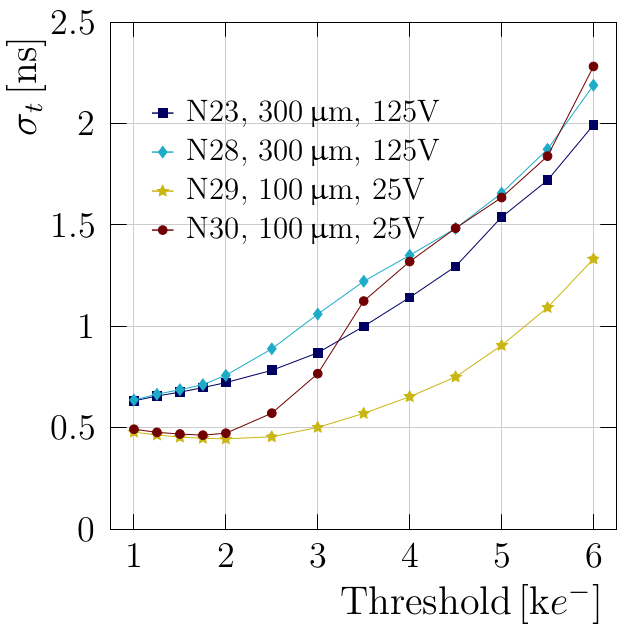 σt [ns]
2.5
2
1.5
1
0.5
0
N23, 300 µm, 125V
N28, 300 µm, 125V
N29, 100 µm, 25V
N30, 100 µm, 25V
1 2 3 4 5 6
Threshold [ke−]